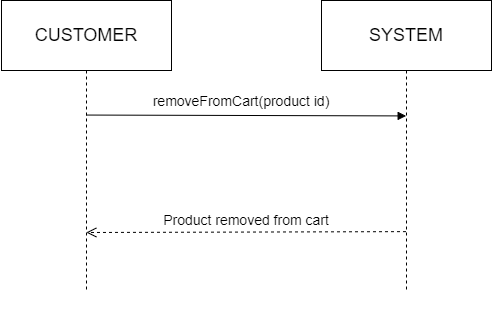 CUSTOMER
SYSTEM
removeFromCart(product id)
Product removed from cart